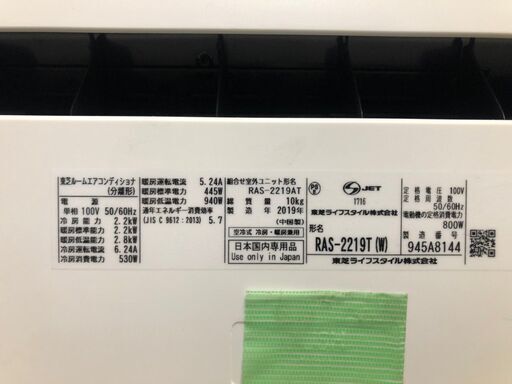 東芝ルームエアコンディショナ
(分離形)
電源
単相 100V 50/60Hz
冷房能力 2.2kW
暖房標準能力 2.2kW
暖房低温能力 2.8kW
冷房運転電流 6.24A
冷房消費電力 530W
暖房運転電流 5.24A
暖房標準電力 445W
暖房低温電力 940W
通年エネルギー消費効率
(JIS C 9612:2013) 5.7
組合せ室外ユニット形名
RAS-2219AT
総質量 10kg
製造年 2019年
(中国製)
空冷式 冷房・暖房兼用
日本国内専用品
Use only in Japan
PS E
JET
1716
東芝ライフスタイル株式会社
形名
RAS-2219T(W)
東芝ライフスタイル株式会社
定格電圧 100V
定格周波数
50/60Hz
電動機の定格消費電力
800W
製造番号
945A8144